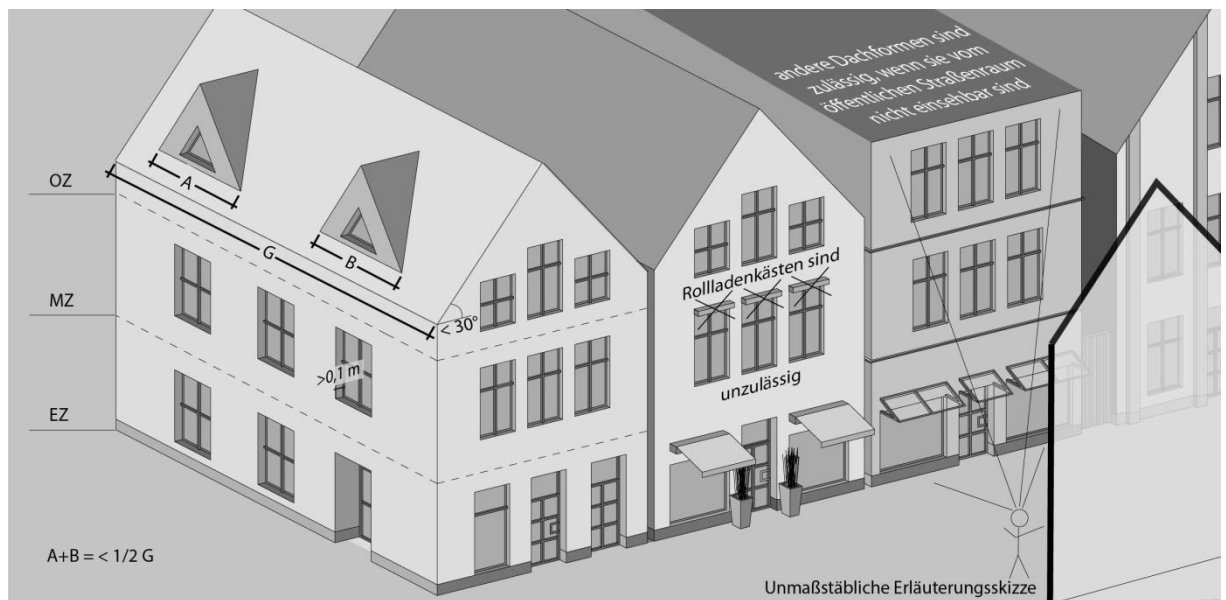 andere Dachformen sind
zulässig, wenn sie vom
öffentlichen Straßenraum
nicht einsehbar sind
OZ
A
B
G
MZ
< 30°
Rollladenkästen sind
unzulässig
>0,1 m
EZ
A+B = < 1/2 G
Unmaßstäbliche Erläuterungsskizze